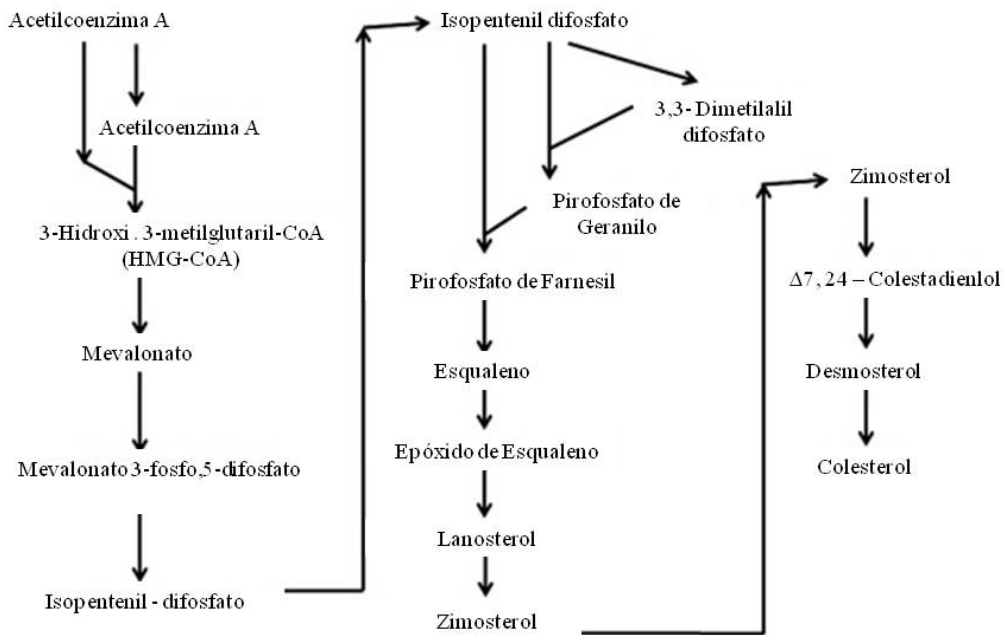 Acetilcoenzima A
Acetilcoenzima A
3-Hidroxi . 3-metilglutaril-CoA
(HMG-CoA)
Mevalonato
Mevalonato 3-fosfo,5-difosfato
Isopentenil - difosfato
Isopentenil difosfato
3,3- Dimetilalil
difosfato
Pirofosfato de
Geranilo
Pirofosfato de Farnesil
Esqualeno
Epóxido de Esqualeno
Lanosterol
Zimosterol
Zimosterol
Δ7, 24 – Colestadienlol
Desmosterol
Colesterol